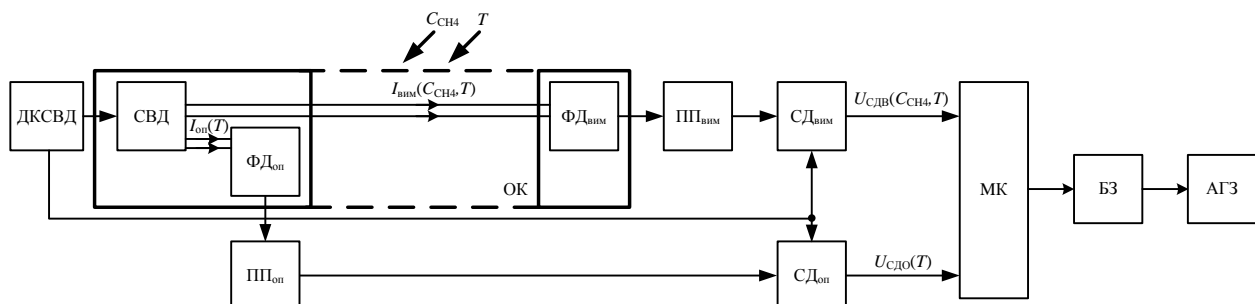 C_CH4 T
I_вим(C_CH4,T)
U_СДВ(C_CH4,T)
ДКСВД СВД ФД_вим ПП_вим СД_вим
I_оп(T)
ФД_оп
ОК МК БЗ АГЗ
ПП_оп СД_оп U_СДО(T)